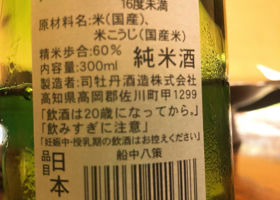 16度未満
原材料名:米(国産)、
米こうじ(国産米)
精米歩合:60% 純米酒
内容量:300ml
製造者:司牡丹酒造株式会社
高知県高岡郡佐川町甲1299
「飲酒は20歳になってから。」
「飲みすぎに注意」
「妊娠中・授乳期の飲酒はお控えください」
品目 日本
船中八策